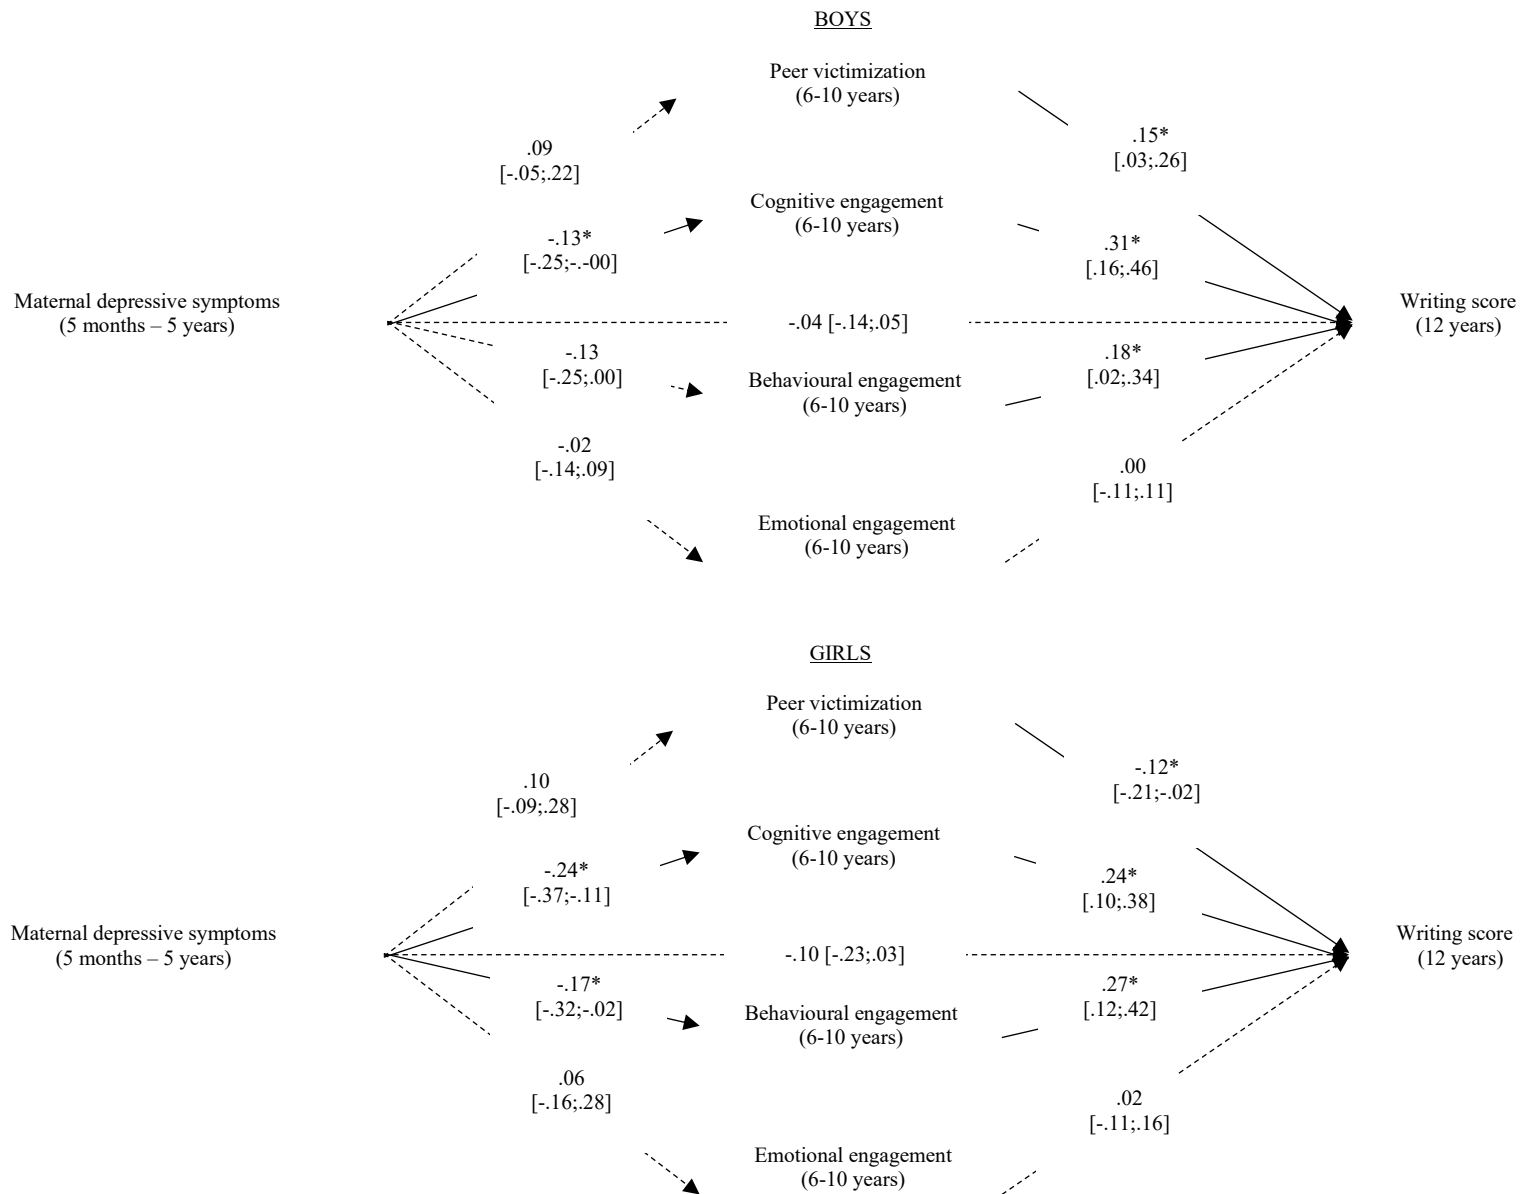 BOYS
Peer victimization
(6-10 years)
.09
[-.05;.22]
.15*
[.03;.26]
Cognitive engagement
(6-10 years)
-.13*
[-.25;-.-00]
.31*
[.16;.46]
Maternal depressive symptoms
(5 months – 5 years)
-.04 [-.14;.05]
Writing score
(12 years)
-.13
[-.25;.00]
Behavioural engagement
(6-10 years)
.18*
[.02;.34]
-.02
[-.14;.09]
.00
[-.11;.11]
Emotional engagement
(6-10 years)
GIRLS
Peer victimization
(6-10 years)
.10
[-.09;.28]
-.12*
[-.21;-.02]
Cognitive engagement
(6-10 years)
-.24*
[-.37;-.11]
.24*
[.10;.38]
Maternal depressive symptoms
(5 months – 5 years)
-.10 [-.23;.03]
Writing score
(12 years)
-.17*
[-.32;-.02]
Behavioural engagement
(6-10 years)
.27*
[.12;.42]
.06
[-.16;.28]
.02
[-.11;.16]
Emotional engagement
(6-10 years)